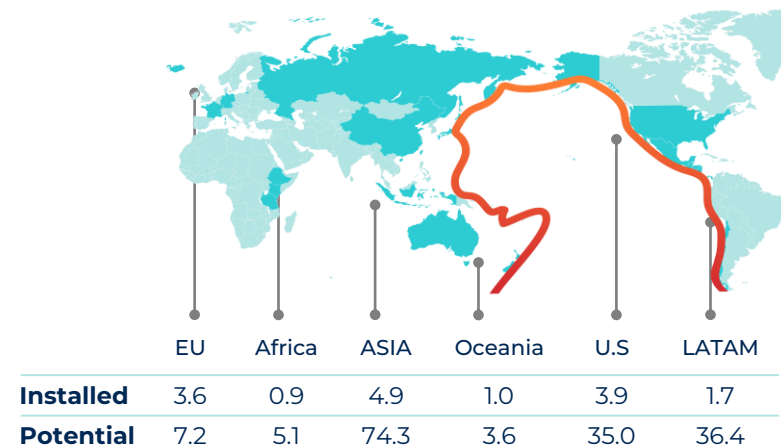 EU Africa ASIA Oceania U.S LATAM
Installed 3.6 0.9 4.9 1.0 3.9 1.7
Potential 7.2 5.1 74.3 3.6 35.0 36.4